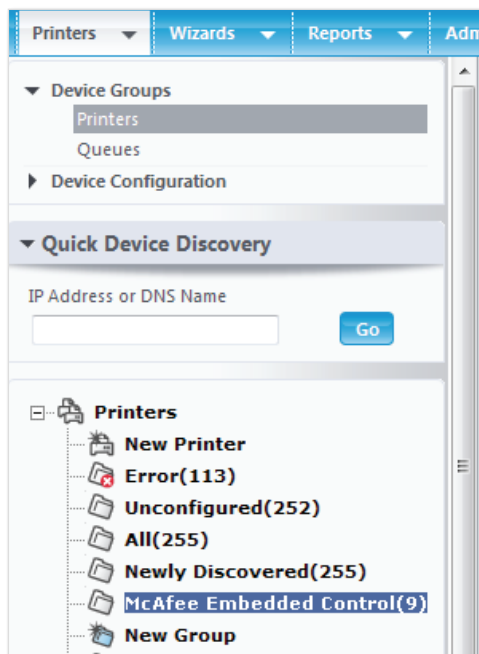 Printers Wizards Reports Adm
Device Groups
Printers
Queues
Device Configuration
Quick Device Discovery
IP Address or DNS Name
Go
Printers
New Printer
Error(113)
Unconfigured(252)
All(255)
Newly Discovered(255)
McAfee Embedded Control(9)
New Group